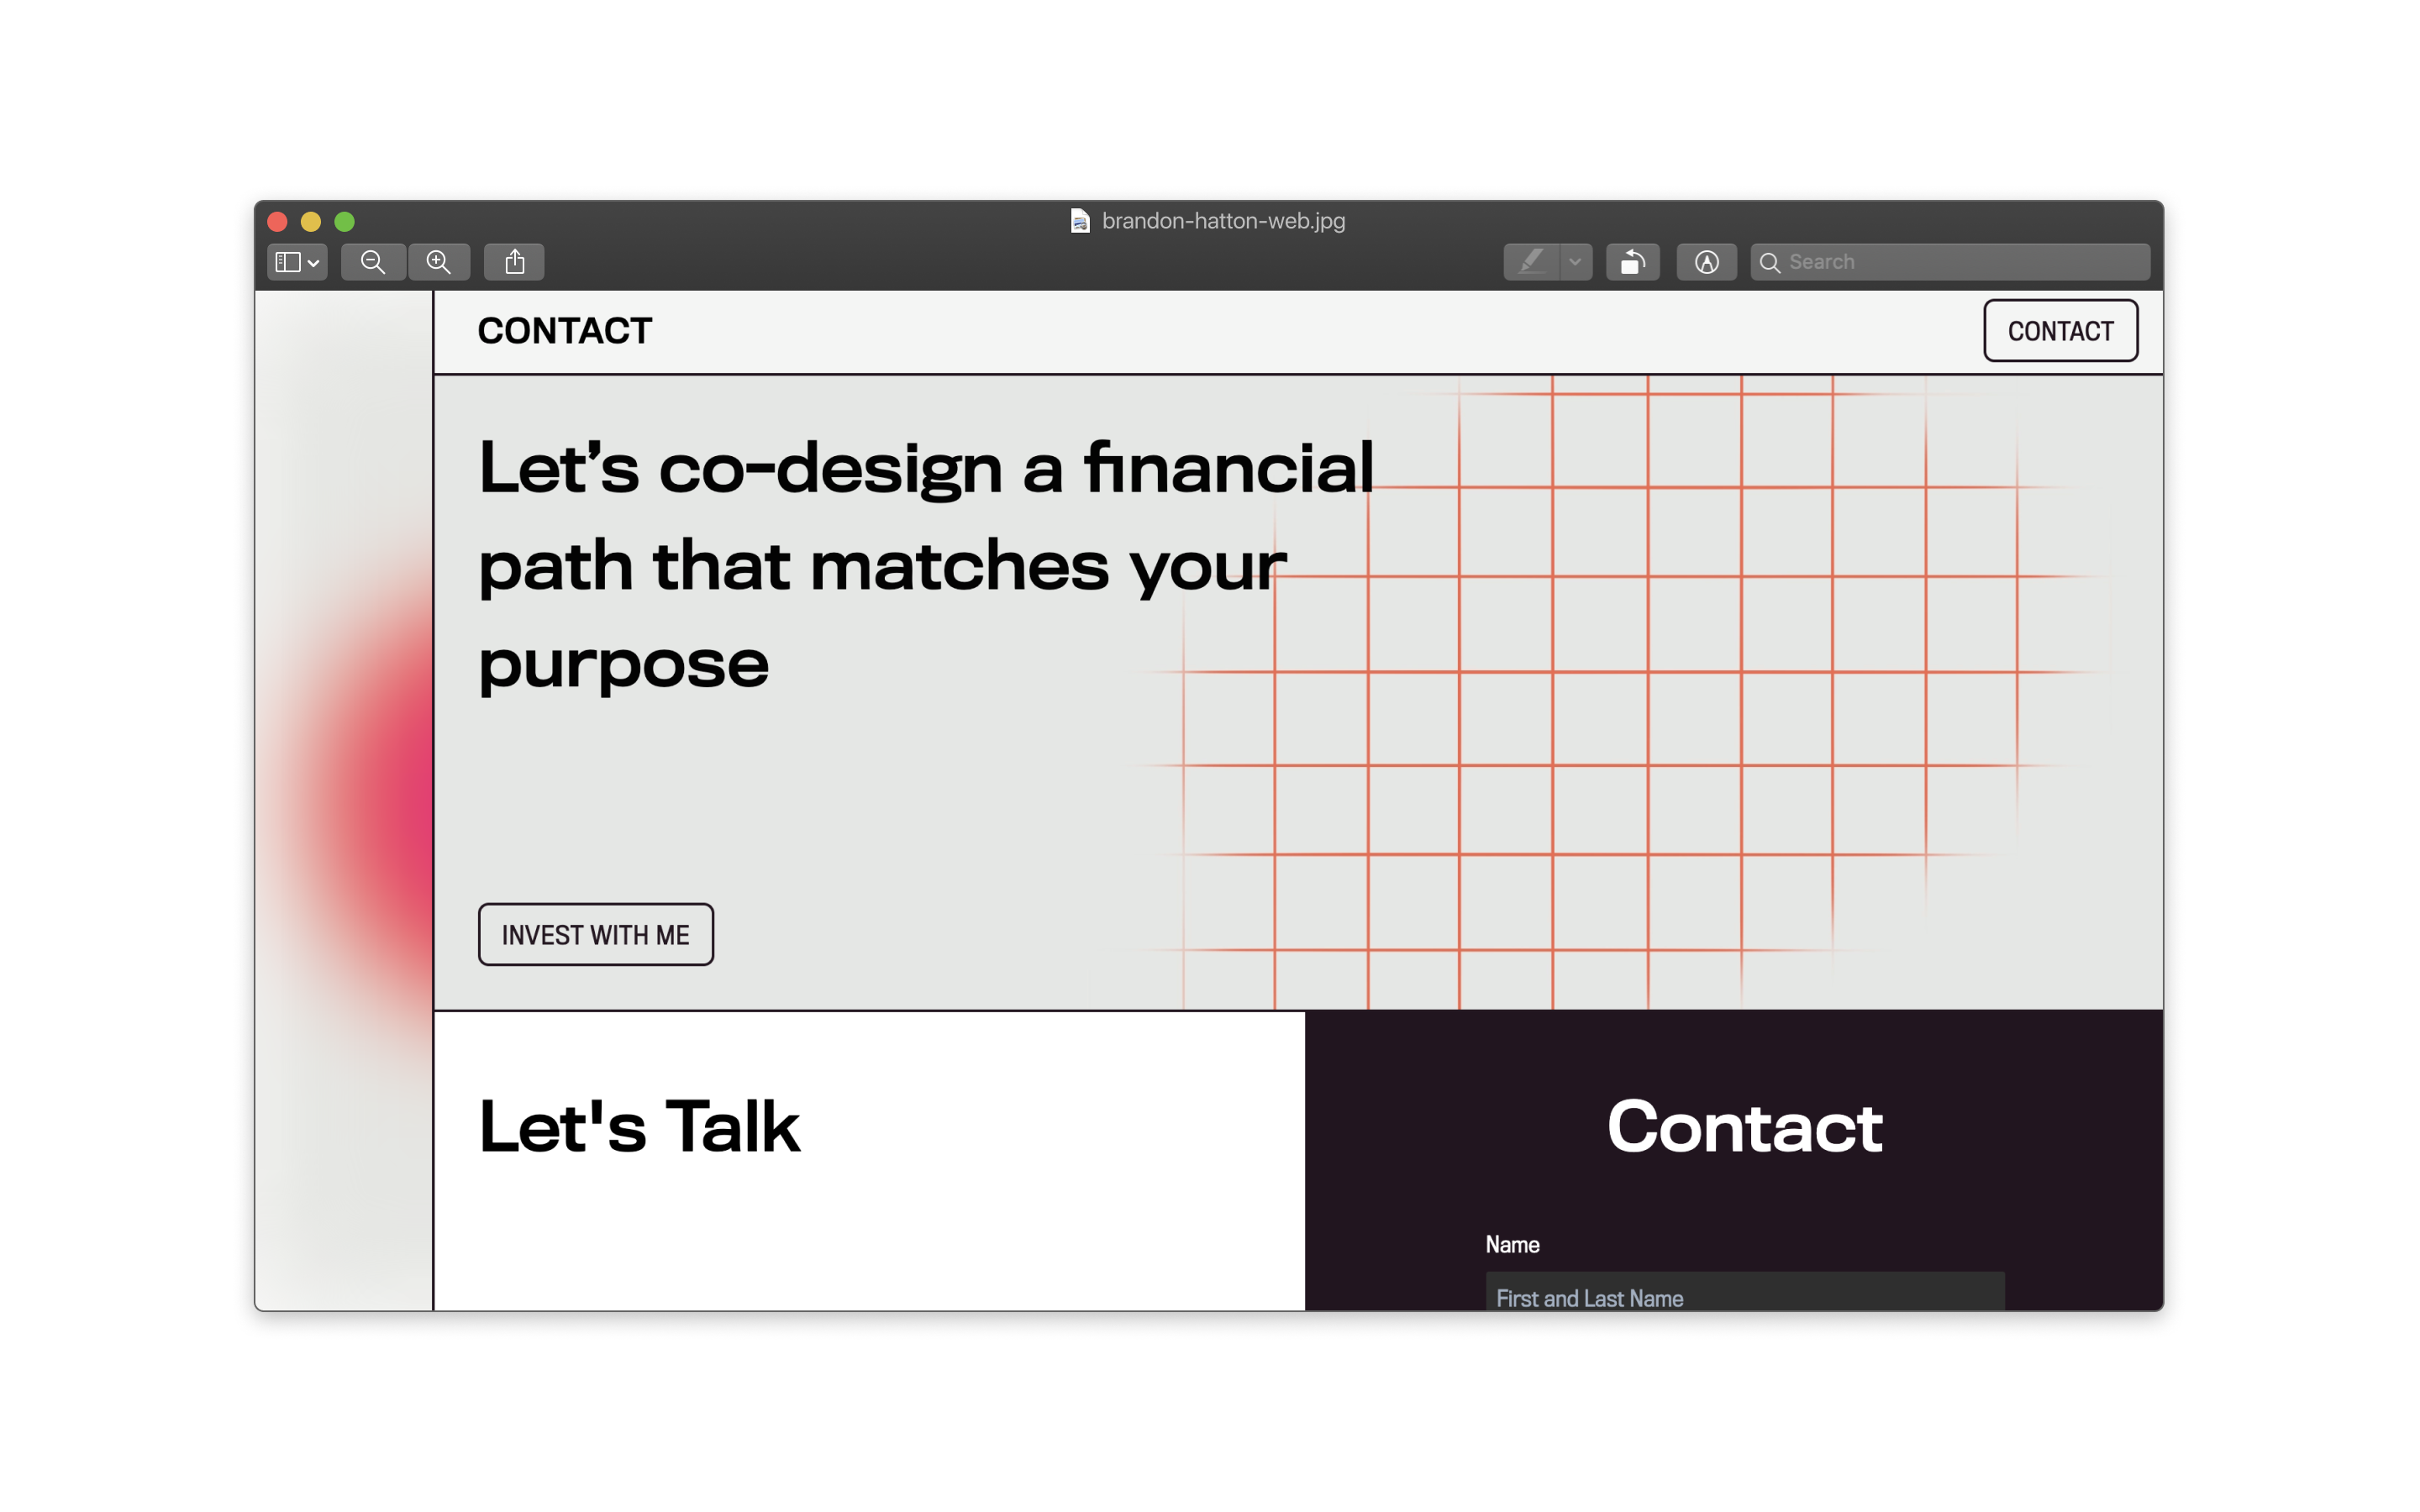 brandon-hatton-web.jpg
Search
CONTACT
CONTACT
Let’s co-design a financial
path that matches your
purpose
INVEST WITH ME
Let's Talk
Contact
Name
First and Last Name